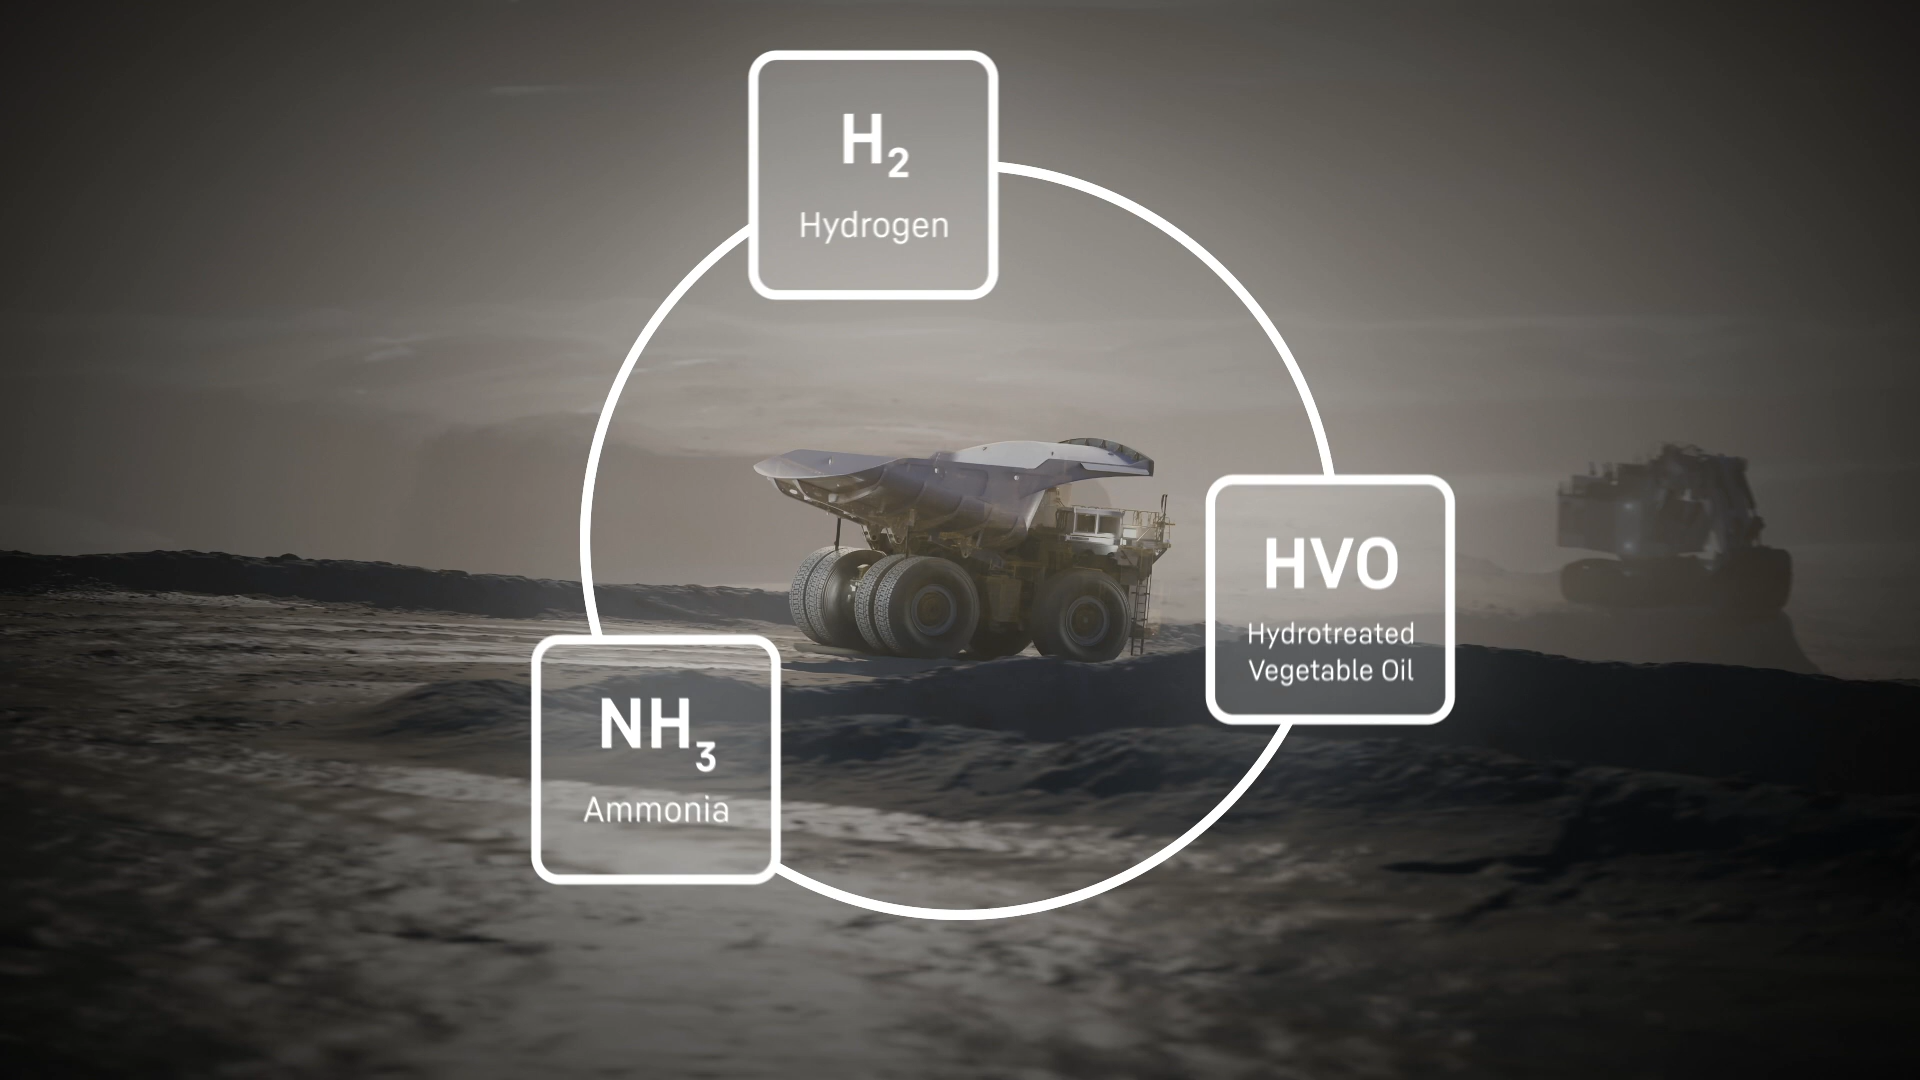 H₂
Hydrogen
HVO
Hydrotreated
Vegetable Oil
NH₃
Ammonia